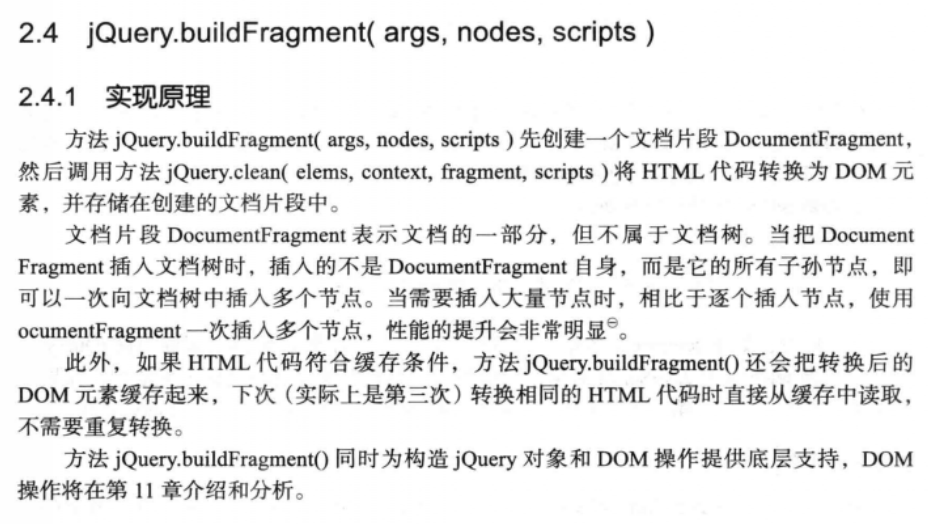 2.4 jQuery.buildFragment( args, nodes, scripts )
2.4.1 实现原理
方法 jQuery.buildFragment( args, nodes, scripts ) 先创建一个文档片段 DocumentFragment，
然后调用方法 jQuery.clean( elems, context, fragment, scripts ) 将 HTML 代码转换为 DOM 元
素，并存储在创建的文档片段中。
文档片段 DocumentFragment 表示文档的一部分，但不属于文档树。当把 Document
Fragment 插入文档树时，插入的不是 DocumentFragment 自身，而是它的所有子孙节点，即
可以一次向文档树中插入多个节点。当需要插入大量节点时，相比于逐个插入节点，使用
ocumentFragment 一次插入多个节点，性能的提升会非常明显㊀。
此外，如果 HTML 代码符合缓存条件，方法 jQuery.buildFragment() 还会把转换后的
DOM 元素缓存起来，下次（实际上是第三次）转换相同的 HTML 代码时直接从缓存中读取，
不需要重复转换。
方法 jQuery.buildFragment() 同时为构造 jQuery 对象和 DOM 操作提供底层支持，DOM
操作将在第 11 章介绍和分析。